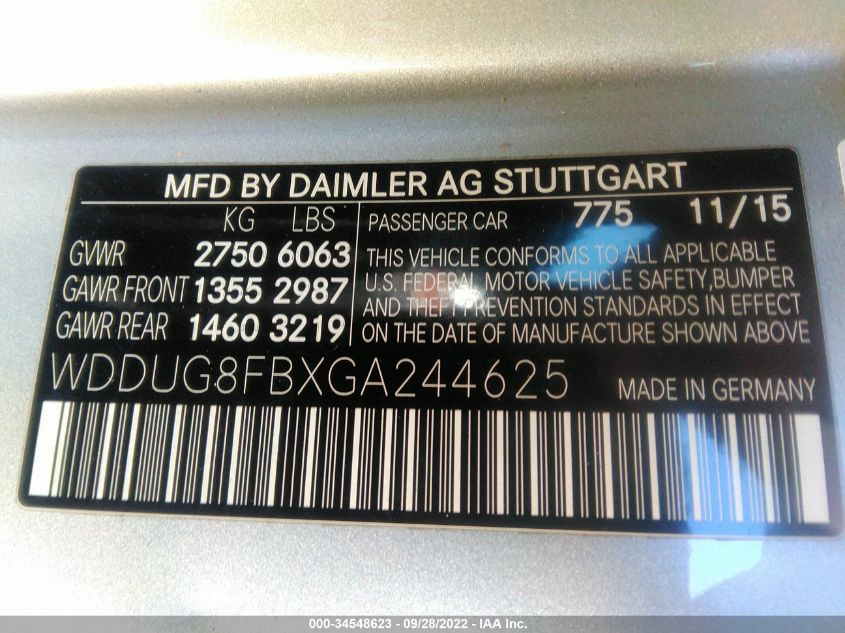 MFD BY DAIMLER AG STUTTGART
KG LBS
GVWR 2750 6063
GAWR FRONT 1355 2987
GAWR REAR 1460 3219
PASSENGER CAR 775 11/15
THIS VEHICLE CONFORMS TO ALL APPLICABLE
U.S. FEDERAL MOTOR VEHICLE SAFETY,BUMPER
AND THEFT PREVENTION STANDARDS IN EFFECT
ON THE DATE OF MANUFACTURE SHOWN ABOVE
WDDUG8FBXGA244625 MADE IN GERMANY
000-34548623 - 09/28/2022 - IAA Inc.